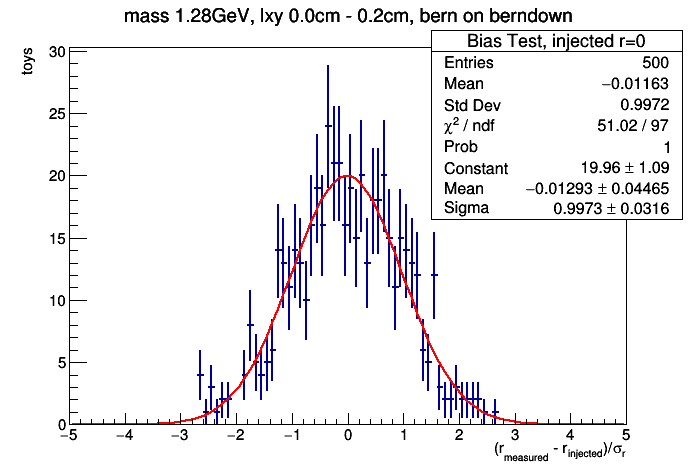 mass 1.28GeV, lxy 0.0cm - 0.2cm, bern on berndown
Bias Test, injected r=0
Entries 500
Mean −0.01163
Std Dev 0.9972
χ² / ndf 51.02 / 97
Prob 1
Constant 19.96 ± 1.09
Mean −0.01293 ± 0.04465
Sigma 0.9973 ± 0.0316
toys
30
25
20
15
10
5
0
−5 −4 −3 −2 −1 0 1 2 3 4 5
(r_measured - r_injected)/σ_r